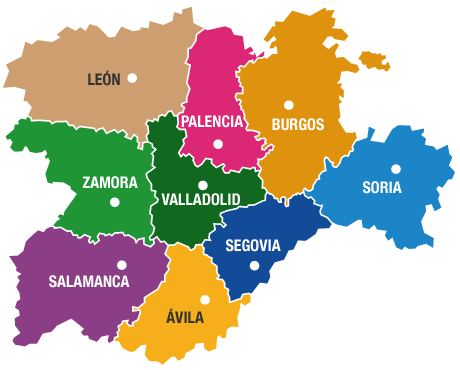 LEÓN
PALENCIA
BURGOS
ZAMORA
VALLADOLID
SORIA
SEGOVIA
SALAMANCA
ÁVILA